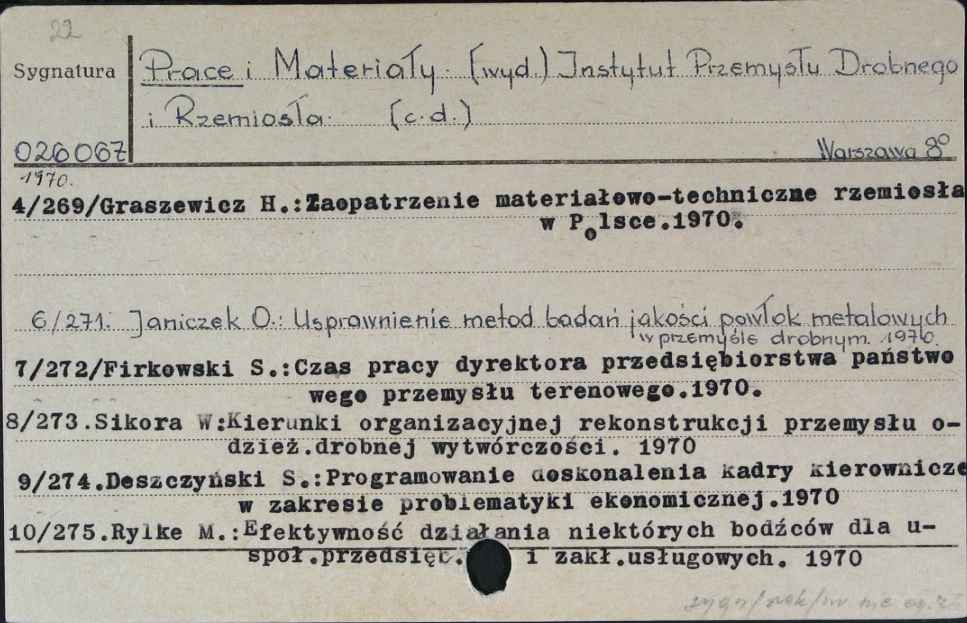 22
Sygnatura
Prace i Materiały. (wyd.) Instytut Przemysłu Drobnego
i Rzemiosła. (c.d.)
026067
Warszawa 8°
1970.
4/269/Graszewicz H.:Zaopatrzenie materiałowo-techniczne rzemiosła
w Polsce.1970.
6/271. Janiczek O.: Usprawnienie metod badań jakości powłok metalowych
w przemyśle drobnym. 1970.
7/272/Firkowski S.:Czas pracy dyrektora przedsiębiorstwa państwo
wego przemysłu terenowego.1970.
8/273.Sikora W:Kierunki organizacyjnej rekonstrukcji przemysłu o-
dzież.drobnej wytwórczości. 1970
9/274.Deszczyński S.:Programowanie doskonalenia kadry kierownicze
w zakresie problematyki ekonomicznej.1970
10/275.Rylke M.:Efektywność działania niektórych bodźców dla u-
społ.przedsięb. i zakł.usługowych. 1970